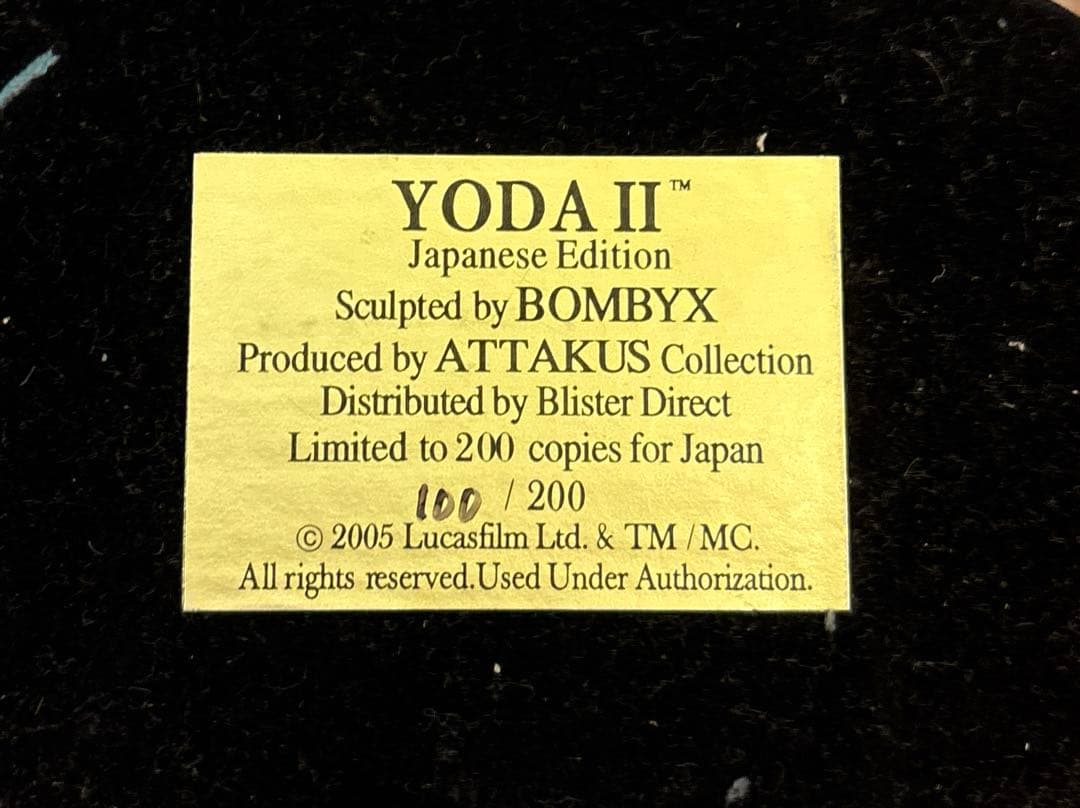 YODA II™
Japanese Edition
Sculpted by BOMBYX
Produced by ATTAKUS Collection
Distributed by Blister Direct
Limited to 200 copies for Japan
100 / 200
© 2005 Lucasfilm Ltd. & TM / MC.
All rights reserved.Used Under Authorization.